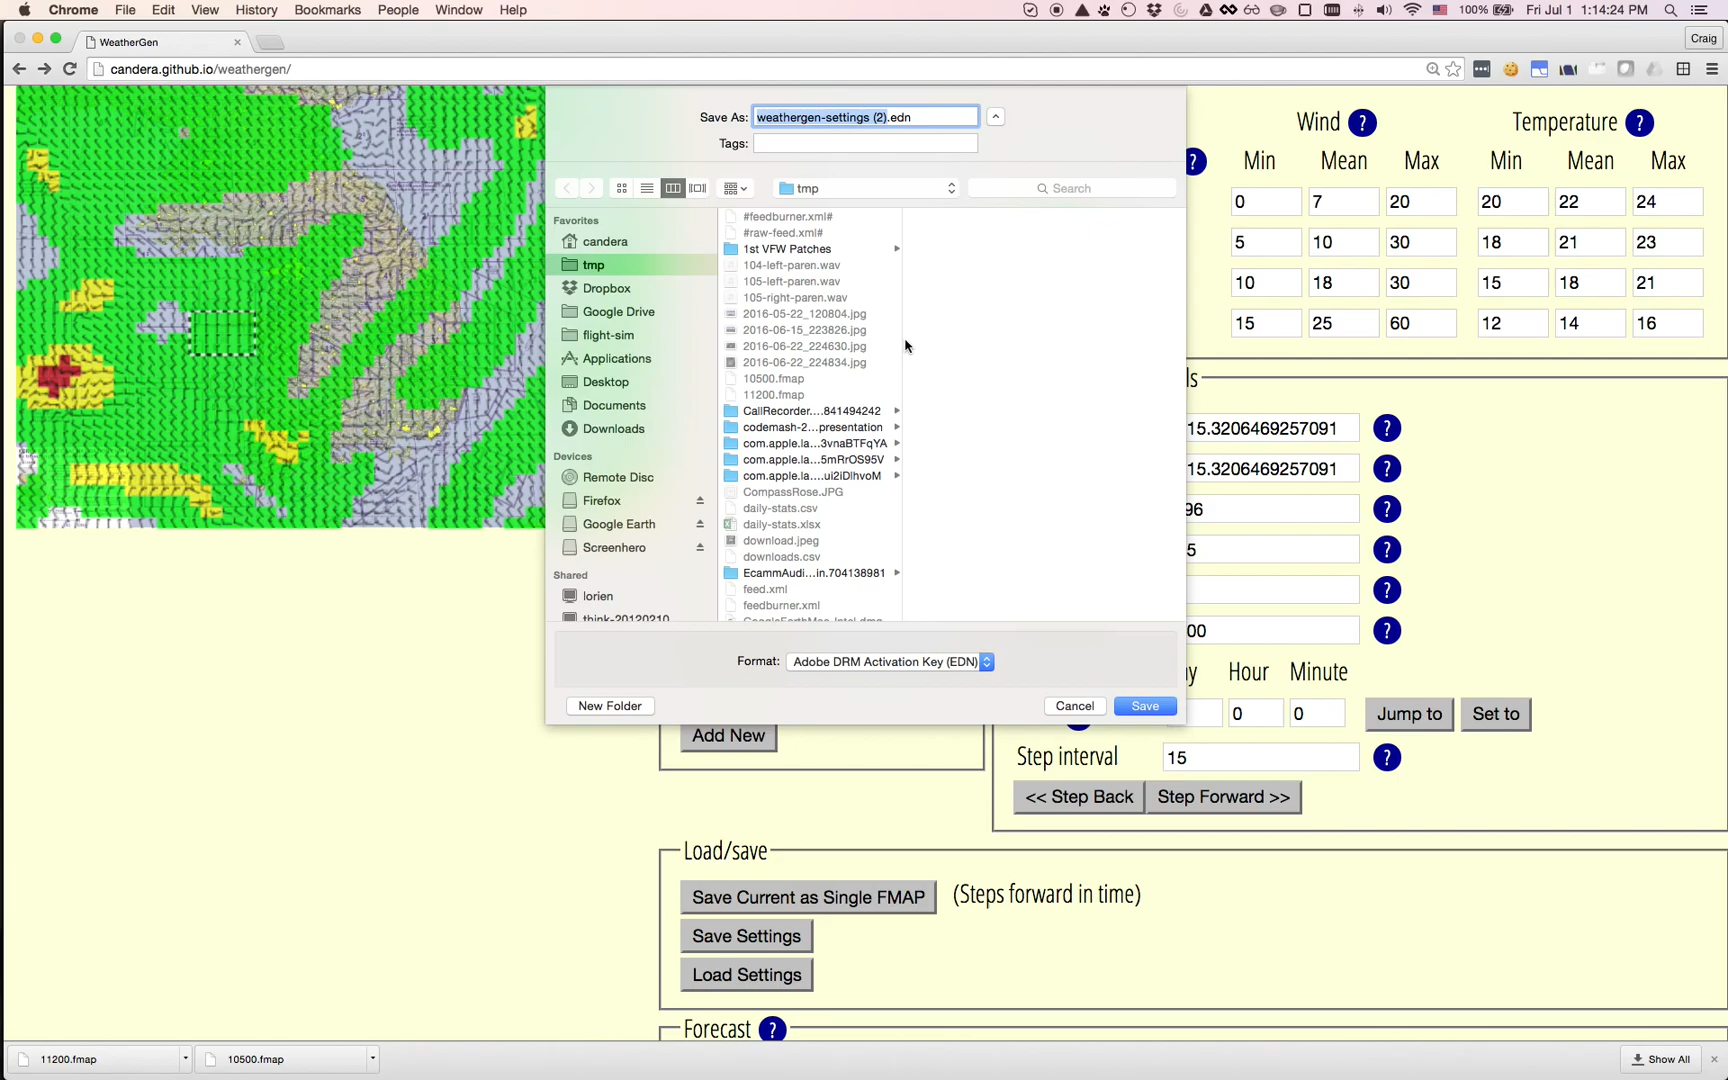 Chrome File Edit View History Bookmarks People Window Help 100% Fri Jul 1 1:14:24 PM
WeatherGen Craig
candera.github.io/weathergen/
Save As: weathergen-settings (2).edn
Tags:
tmp Search
Favorites
candera
tmp
Dropbox
Google Drive
flight-sim
Applications
Desktop
Documents
Downloads
Devices
Remote Disc
Firefox
Google Earth
Screenhero
Shared
lorien
think-20120210
#feedburner.xml#
#raw-feed.xml#
1st VFW Patches
104-left-paren.wav
105-left-paren.wav
105-right-paren.wav
2016-05-22_120804.jpg
2016-06-15_223826.jpg
2016-06-22_224630.jpg
2016-06-22_224834.jpg
10500.fmap
11200.fmap
CallRecorder....841494242
codemash-2...presentation
com.apple.la...3vnaBTFqYA
com.apple.la...5mRrOS95V
com.apple.la....ui2iDlhvoM
CompassRose.JPG
daily-stats.csv
daily-stats.xlsx
download.jpeg
downloads.csv
EcammAudi...in.704138981
feed.xml
feedburner.xml
Format: Adobe DRM Activation Key (EDN)
New Folder Cancel Save
Wind ? Temperature ?
? Min Mean Max Min Mean Max
0 7 20 20 22 24
5 10 30 18 21 23
10 18 30 15 18 21
15 25 60 12 14 16
ls
15.3206469257091 ?
15.3206469257091 ?
96 ?
5 ?
?
00 ?
y Hour Minute
0 0 Jump to Set to
Add New
Step interval 15 ?
<< Step Back Step Forward >>
Load/save
Save Current as Single FMAP (Steps forward in time)
Save Settings
Load Settings
Forecast ?
11200.fmap 10500.fmap Show All